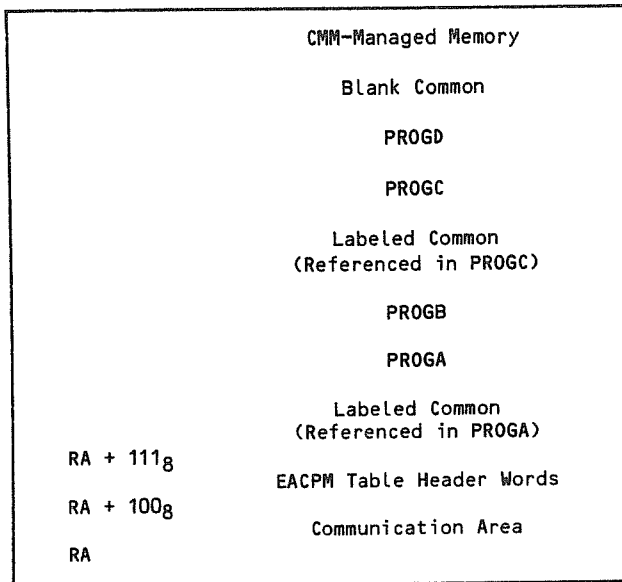 CMM-Managed Memory
Blank Common
PROGD
PROGC
Labeled Common
(Referenced in PROGC)
PROGB
PROGA
Labeled Common
(Referenced in PROGA)
RA + 111₈
EACPM Table Header Words
RA + 100₈
Communication Area
RA